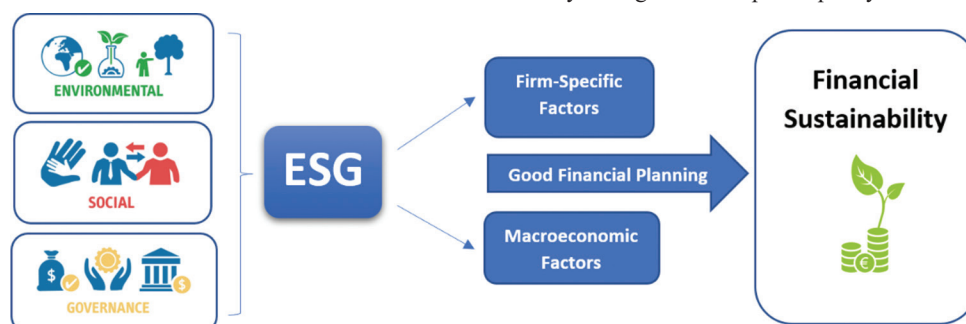 ENVIRONMENTAL
SOCIAL
$
$
GOVERNANCE
ESG
Firm-Specific
Factors
Good Financial Planning
Macroeconomic
Factors
Financial
Sustainability
€